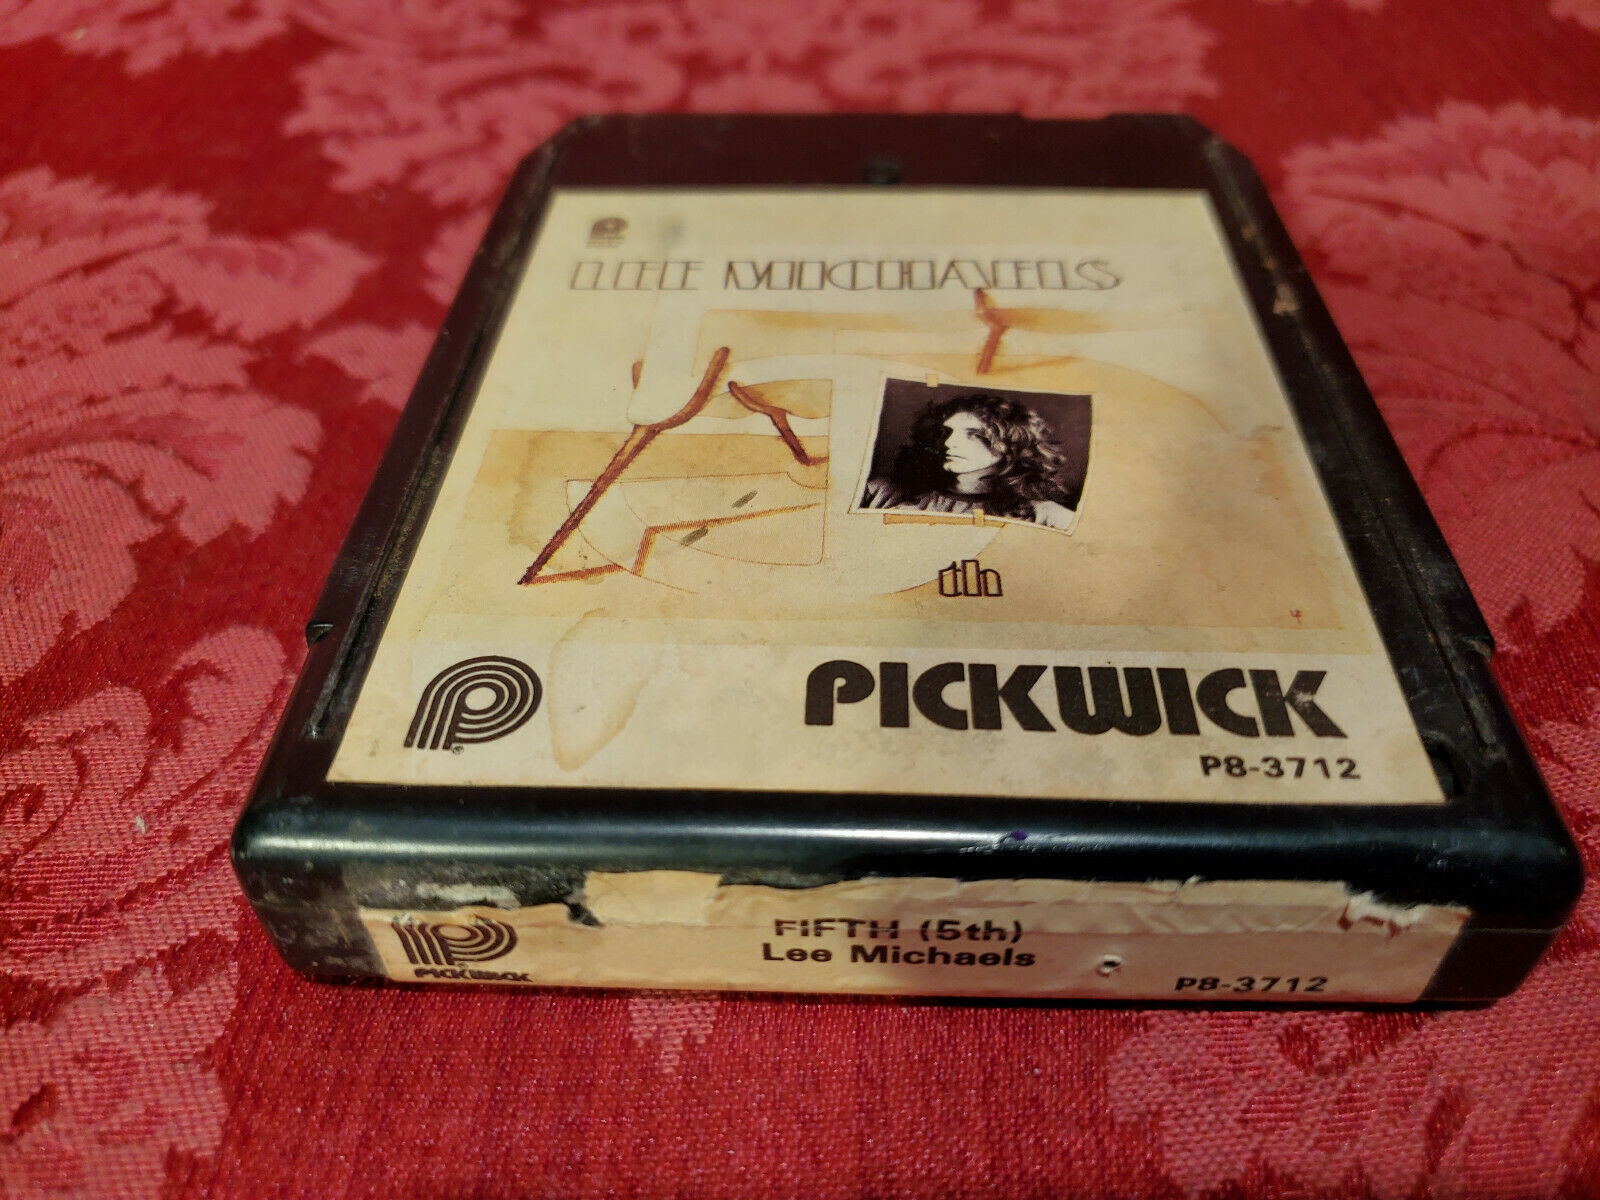 LEE MICHAELS
th
P
PICKWICK
P8-3712
P
PICKWICK
FIFTH (5th)
Lee Michaels
P8-3712